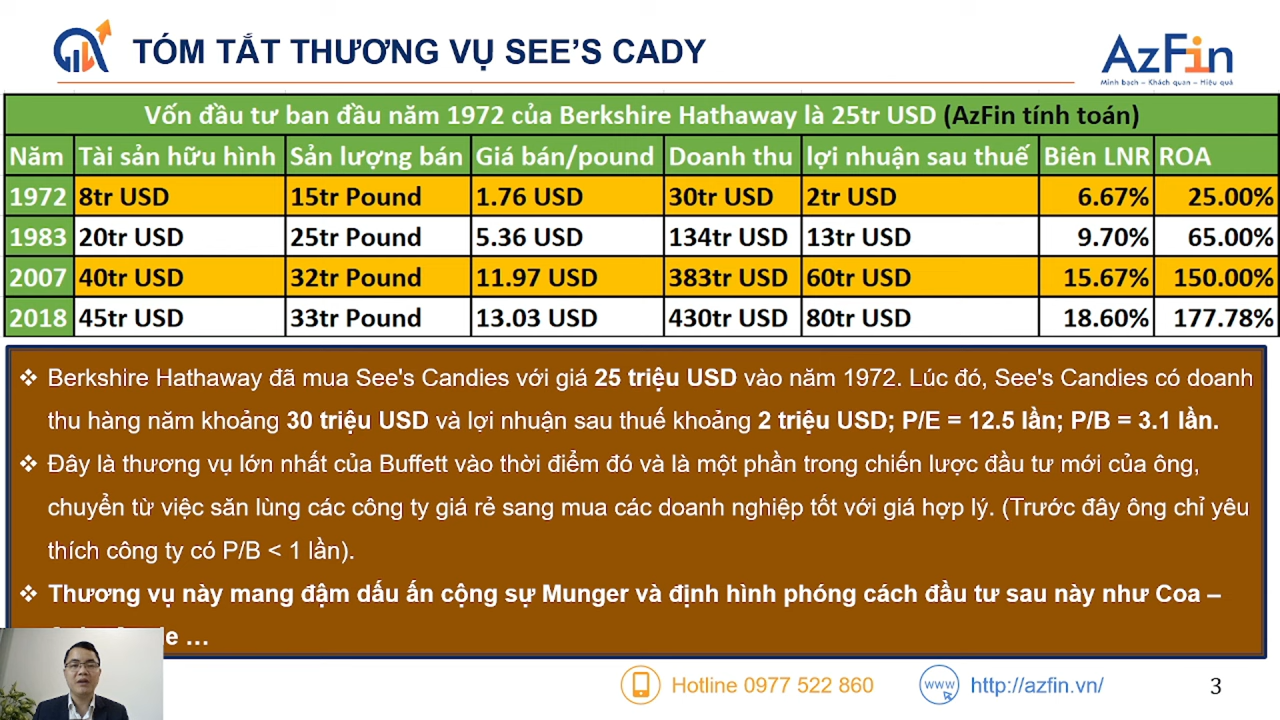 TÓM TẮT THƯƠNG VỤ SEE'S CADY
AzFin
Minh bạch – Khách quan – Hiệu quả
Vốn đầu tư ban đầu năm 1972 của Berkshire Hathaway là 25tr USD (AzFin tính toán)
Năm Tài sản hữu hình Sản lượng bán Giá bán/pound Doanh thu lợi nhuận sau thuế Biên LNR ROA
1972 8tr USD 15tr Pound 1.76 USD 30tr USD 2tr USD 6.67% 25.00%
1983 20tr USD 25tr Pound 5.36 USD 134tr USD 13tr USD 9.70% 65.00%
2007 40tr USD 32tr Pound 11.97 USD 383tr USD 60tr USD 15.67% 150.00%
2018 45tr USD 33tr Pound 13.03 USD 430tr USD 80tr USD 18.60% 177.78%
❖ Berkshire Hathaway đã mua See's Candies với giá 25 triệu USD vào năm 1972. Lúc đó, See's Candies có doanh
thu hàng năm khoảng 30 triệu USD và lợi nhuận sau thuế khoảng 2 triệu USD; P/E = 12.5 lần; P/B = 3.1 lần.
❖ Đây là thương vụ lớn nhất của Buffett vào thời điểm đó và là một phần trong chiến lược đầu tư mới của ông,
chuyển từ việc săn lùng các công ty giá rẻ sang mua các doanh nghiệp tốt với giá hợp lý. (Trước đây ông chỉ yêu
thích công ty có P/B < 1 lần).
❖ Thương vụ này mang đậm dấu ấn cộng sự Munger và định hình phóng cách đầu tư sau này như Coa –
...
Hotline 0977 522 860 www http://azfin.vn/ 3